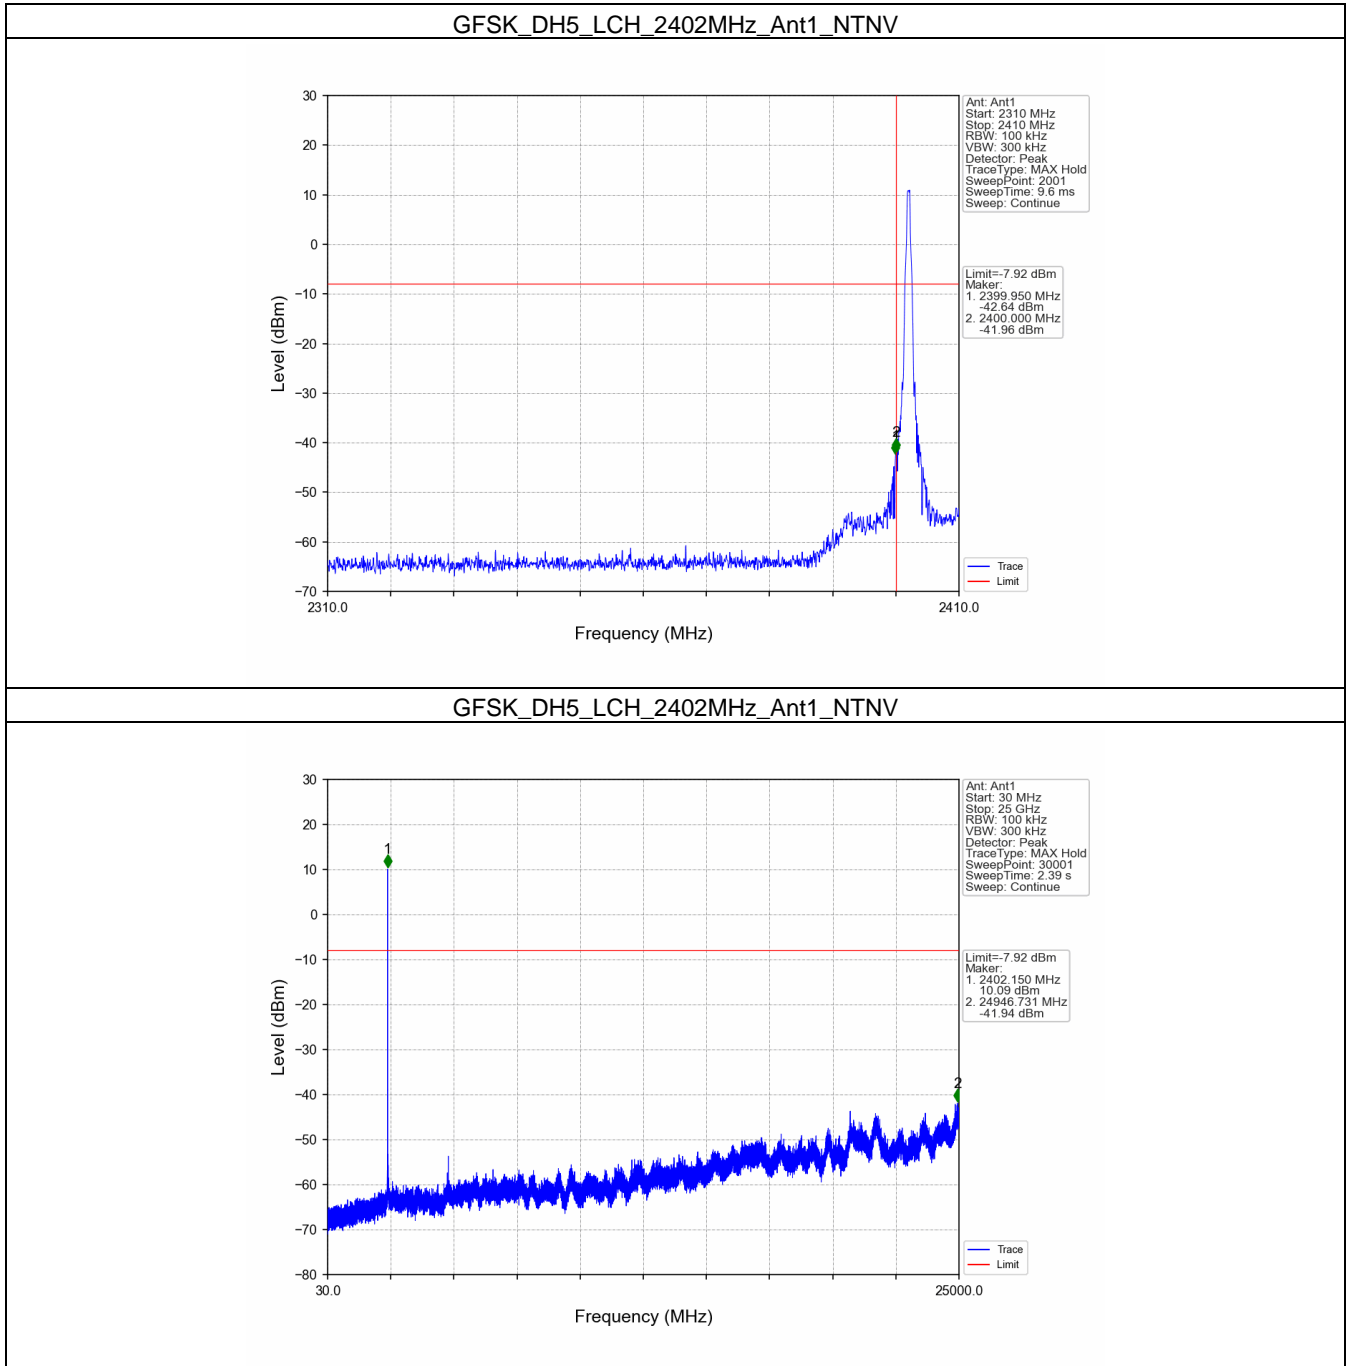 GFSK_DH5_LCH_2402MHz_Ant1_NTNV
30
20
10
0
−10
−20
−30
−40
−50
−60
−70
Level (dBm)
2310.0
2410.0
Frequency (MHz)
2
Ant: Ant1
Start: 2310 MHz
Stop: 2410 MHz
RBW: 100 kHz
VBW: 300 kHz
Detector: Peak
TraceType: MAX Hold
SweepPoint: 2001
SweepTime: 9.6 ms
Sweep: Continue
Limit=-7.92 dBm
Maker:
1. 2399.950 MHz
-42.64 dBm
2. 2400.000 MHz
-41.96 dBm
Trace
Limit
GFSK_DH5_LCH_2402MHz_Ant1_NTNV
30
20
10
0
−10
−20
−30
−40
−50
−60
−70
−80
Level (dBm)
30.0
25000.0
Frequency (MHz)
1
2
Ant: Ant1
Start: 30 MHz
Stop: 25 GHz
RBW: 100 kHz
VBW: 300 kHz
Detector: Peak
TraceType: MAX Hold
SweepPoint: 30001
SweepTime: 2.39 s
Sweep: Continue
Limit=-7.92 dBm
Maker:
1. 2402.150 MHz
10.09 dBm
2. 24946.731 MHz
-41.94 dBm
Trace
Limit